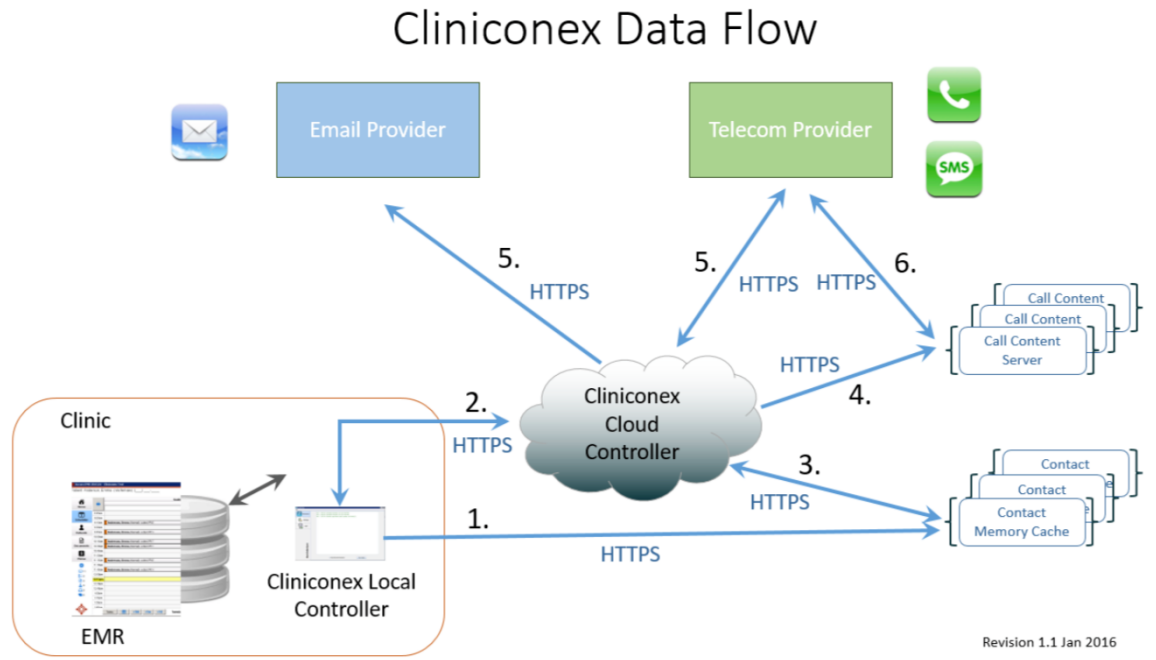 Cliniconex Data Flow
Email Provider
Telecom Provider
SMS
5.
HTTPS
5.
HTTPS
HTTPS
6.
Call Content
Call Content
Call Content
Server
HTTPS
4.
Cliniconex
Cloud
Controller
2.
HTTPS
Clinic
3.
HTTPS
Contact
Contact
Contact
Memory Cache
1.
HTTPS
Cliniconex Local
Controller
EMR
Revision 1.1 Jan 2016